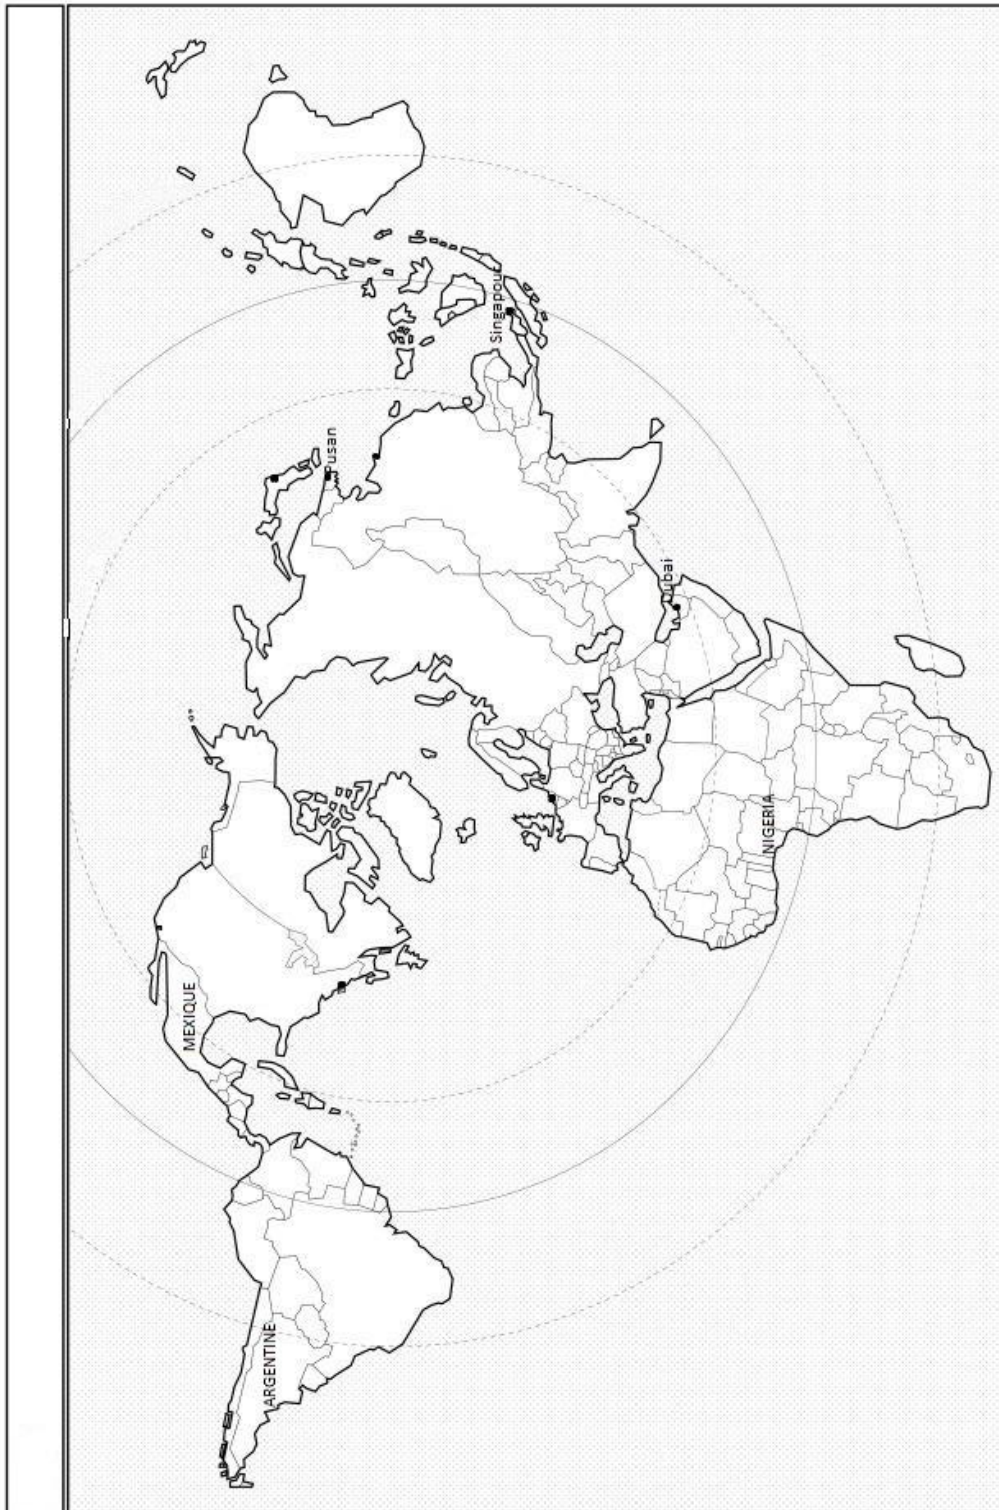 MEXIQUE
ARGENTINE
Pusan
Singapour
Dubai
NIGERIA